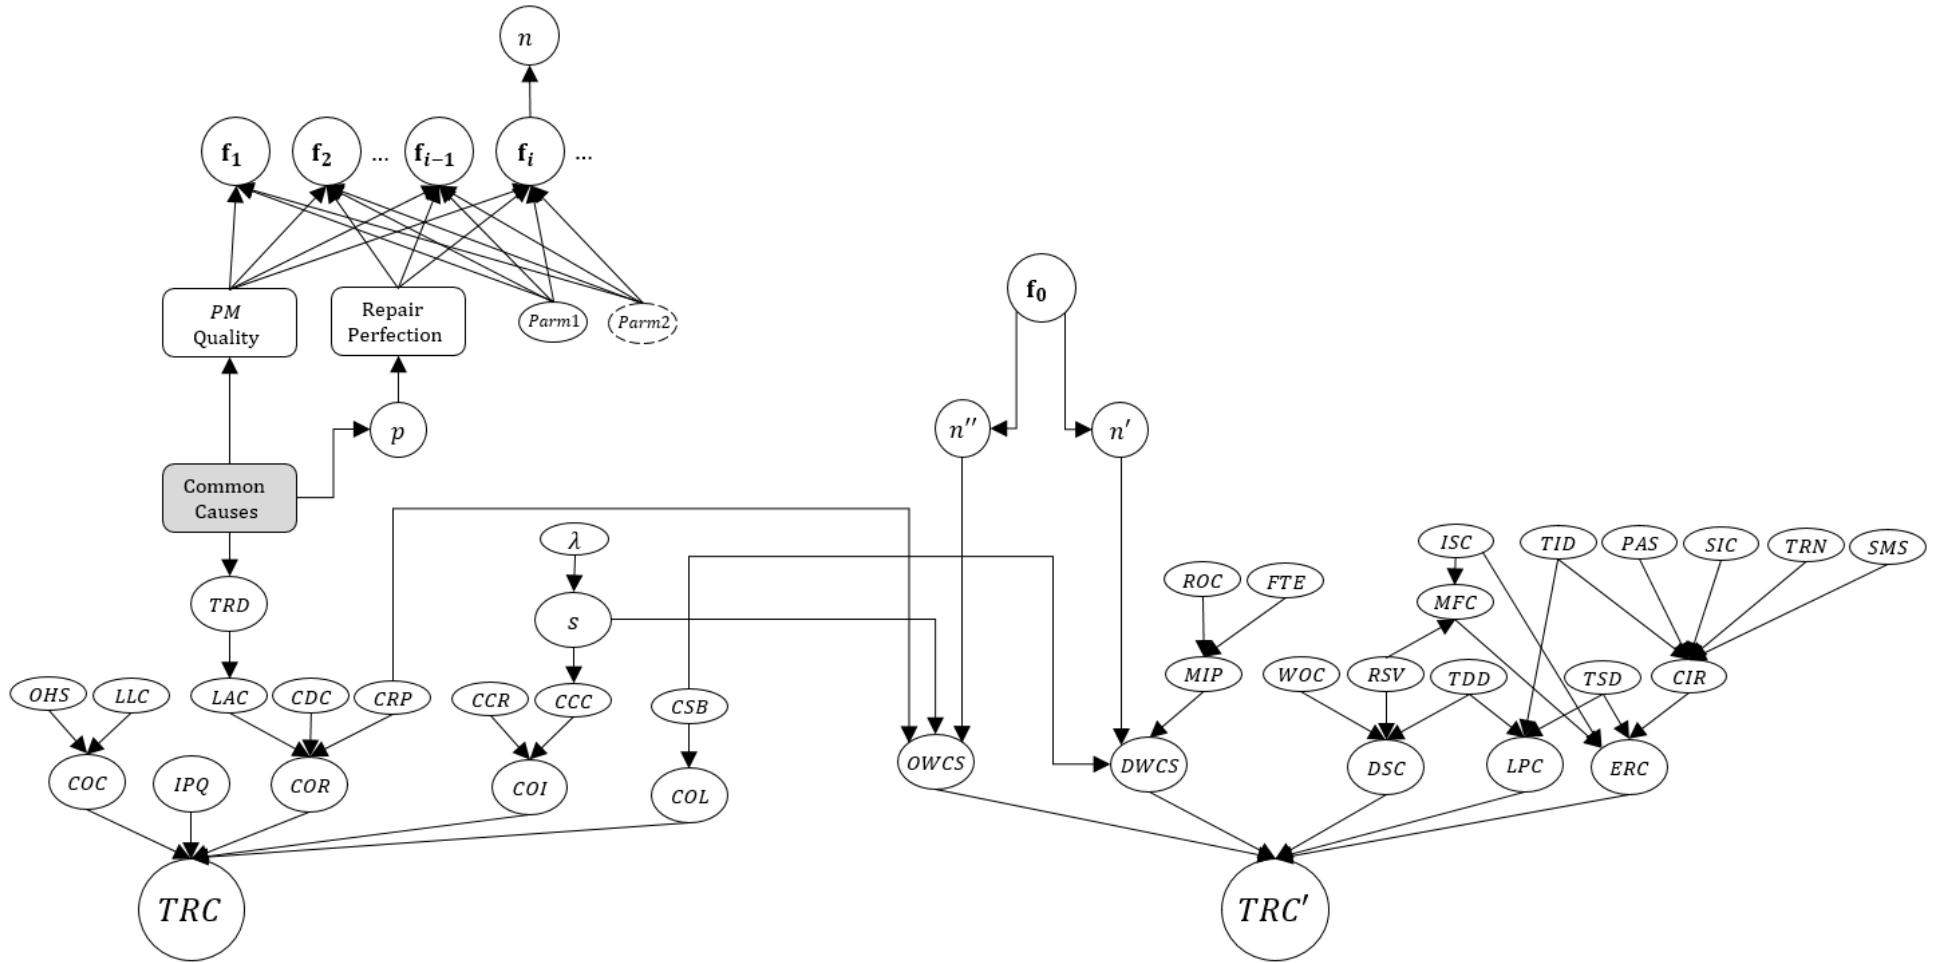 n
f₁
f₂
...
fᵢ₋₁
fᵢ
...
PM
Quality
Repair
Perfection
Parm1
Parm2
f₀
p
n′′
n′
Common
Causes
λ
ISC
TID
PAS
SIC
TRN
SMS
ROC
FTE
MFC
TRD
s
MIP
WOC
RSV
TDD
TSD
CIR
OHS
LLC
LAC
CDC
CRP
CCR
CCC
CSB
COC
IPQ
COR
COI
COL
OWCS
DWCS
DSC
LPC
ERC
TRC
TRC′